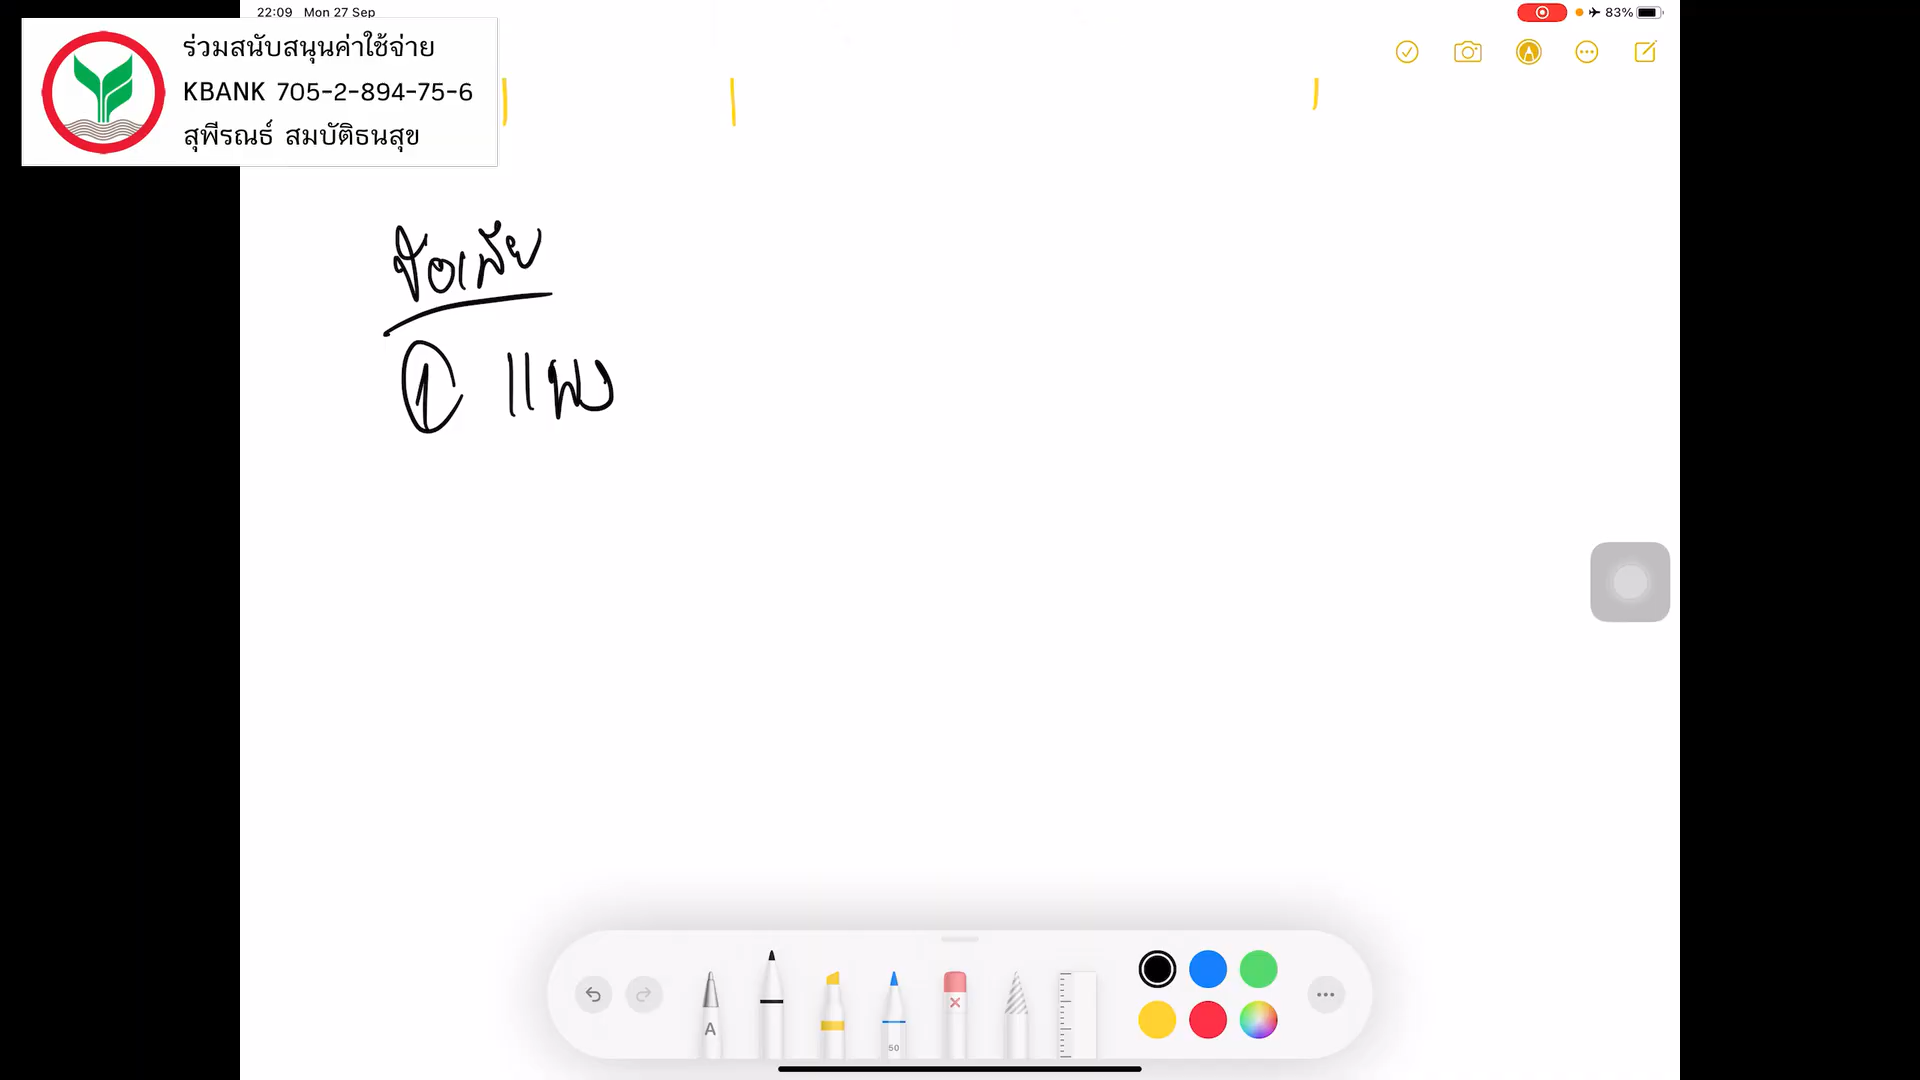 22:09 Mon 27 Sep
83%
ร่วมสนับสนุนค่าใช้จ่าย
KBANK 705-2-894-75-6
สุพีรณธ์ สมบัติธนสุข
ข้อเสีย
1 แพง
A
50